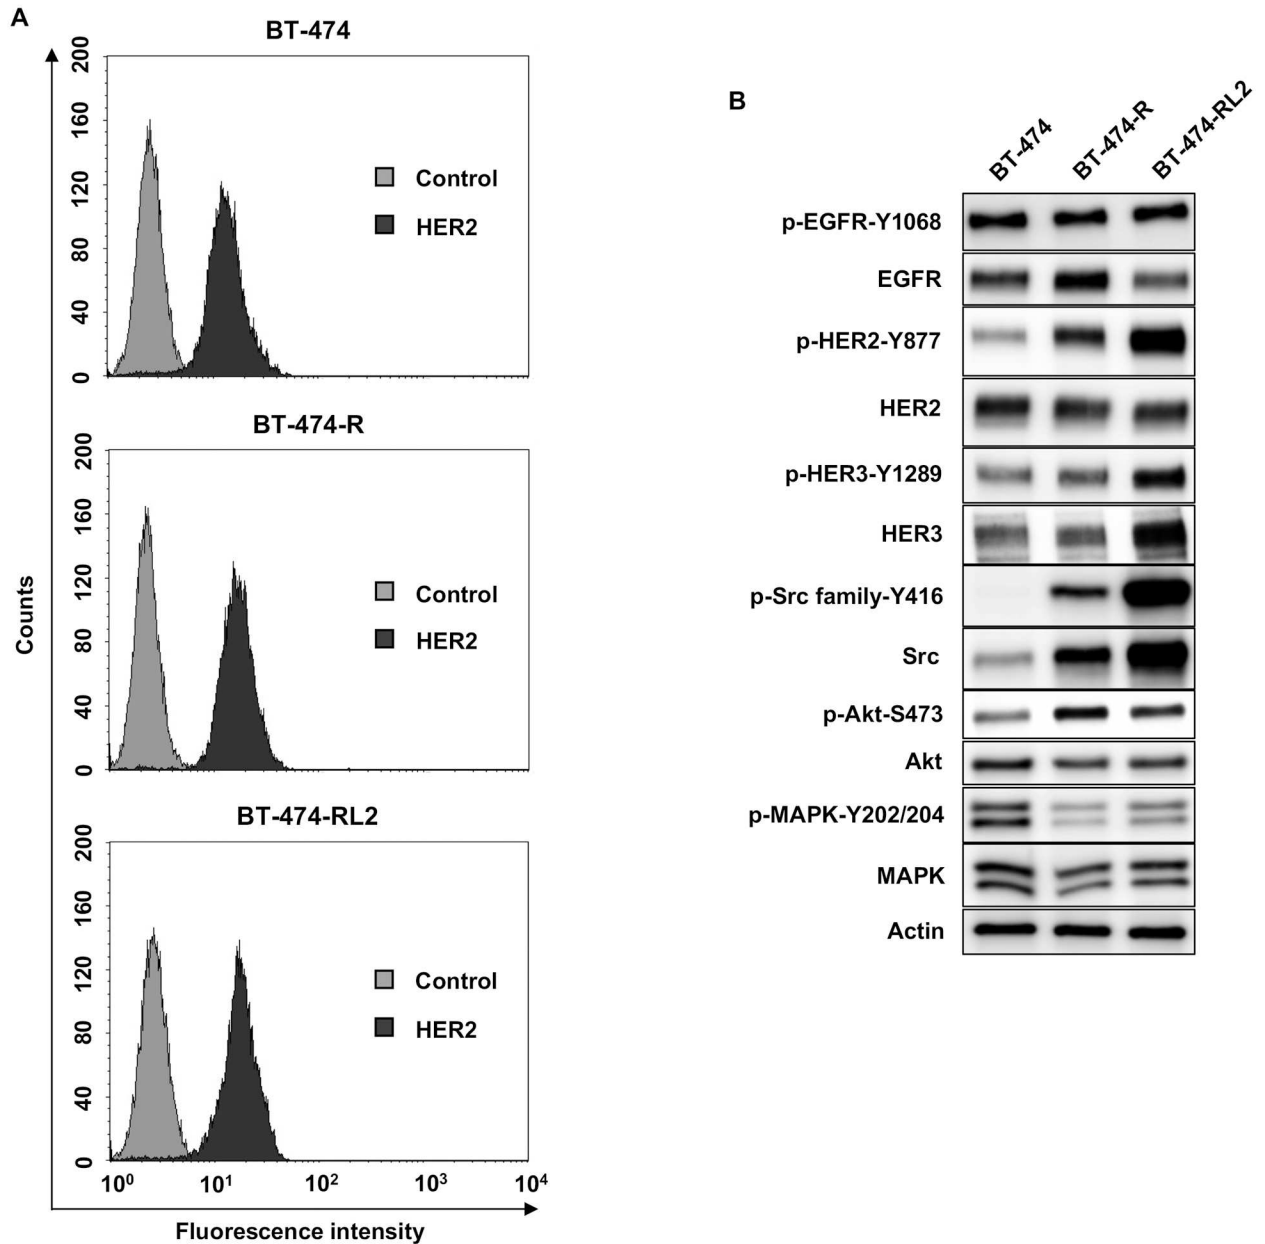 A
BT-474
200
160
120
80
40
0
Control
HER2
BT-474-R
200
160
120
80
40
0
Control
HER2
BT-474-RL2
200
160
120
80
40
0
Control
HER2
Counts
10⁰ 10¹ 10² 10³ 10⁴
Fluorescence intensity
B
BT-474
BT-474-R
BT-474-RL2
p-EGFR-Y1068
EGFR
p-HER2-Y877
HER2
p-HER3-Y1289
HER3
p-Src family-Y416
Src
p-Akt-S473
Akt
p-MAPK-Y202/204
MAPK
Actin